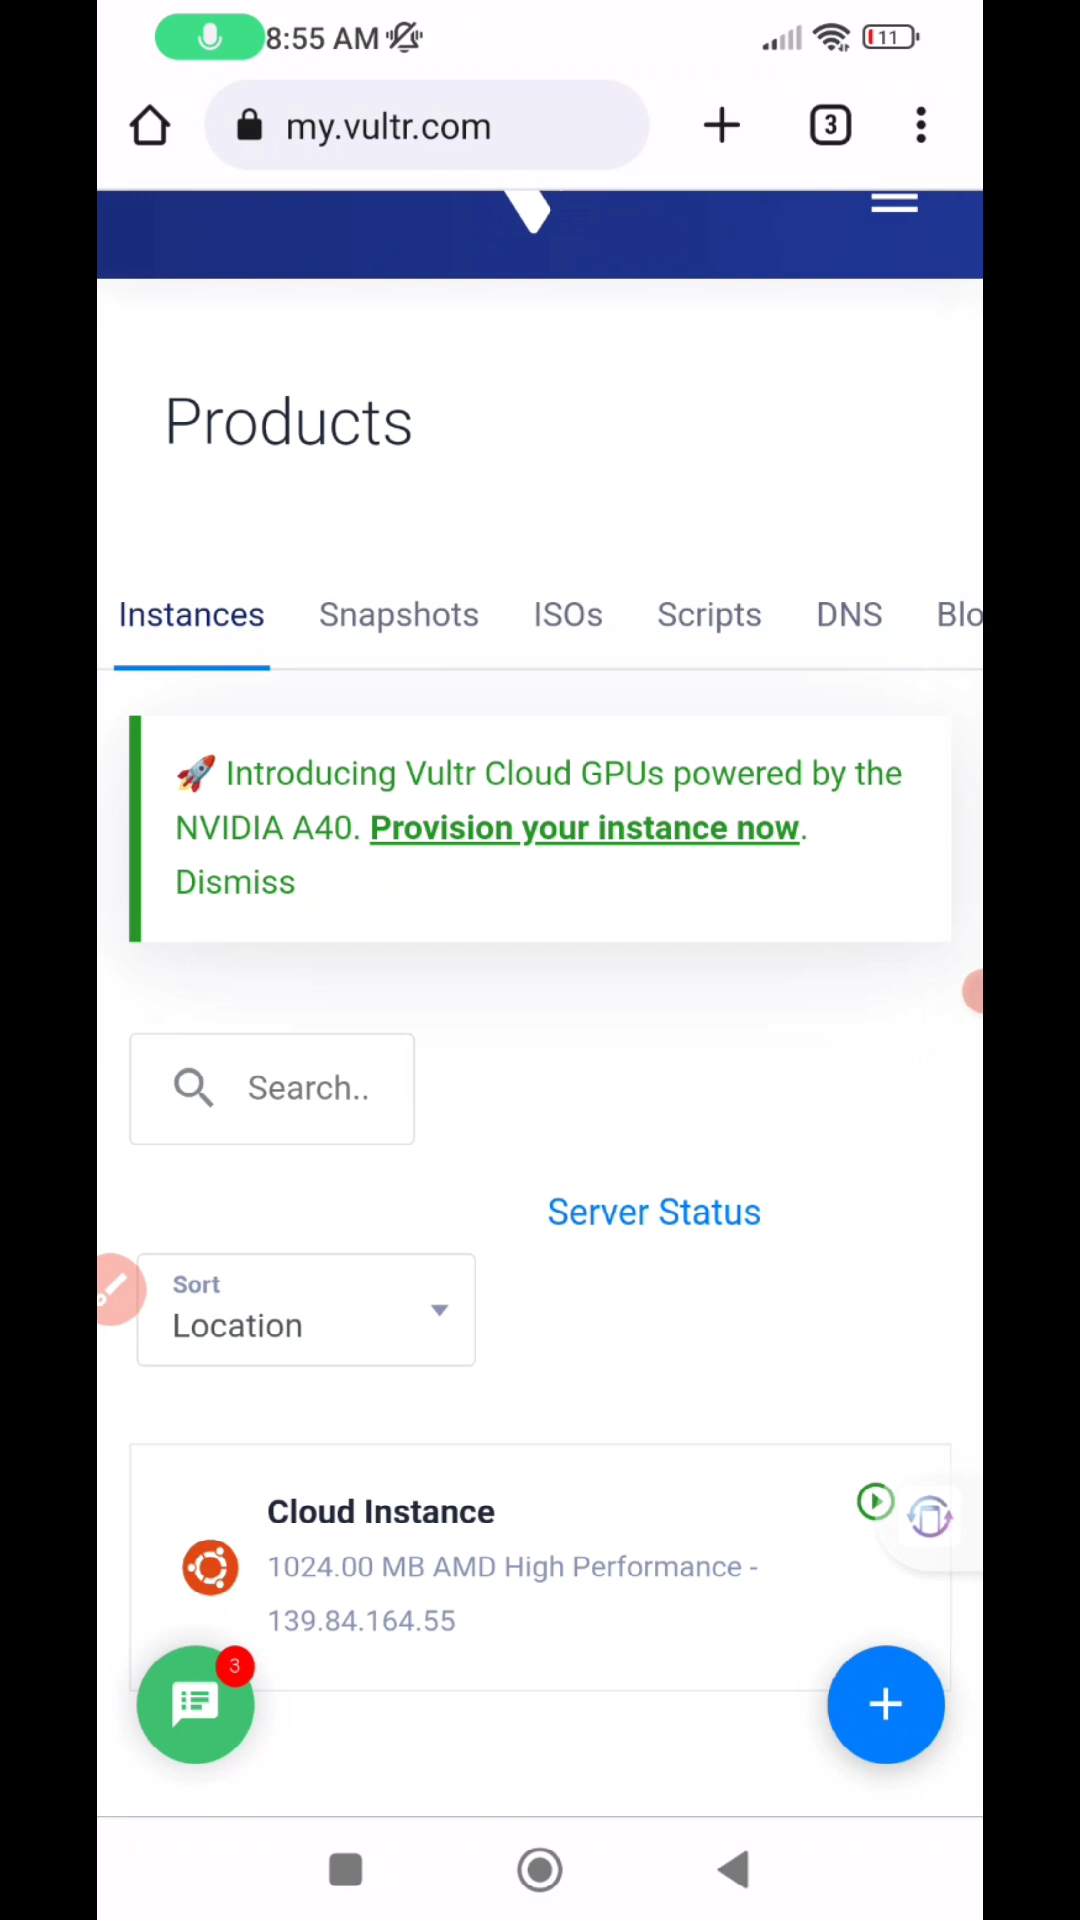 8:55 AM
11
my.vultr.com
3
Products
Instances Snapshots ISOs Scripts DNS Blo
🚀 Introducing Vultr Cloud GPUs powered by the
NVIDIA A40. Provision your instance now.
Dismiss
Search..
Server Status
Sort
Location
Cloud Instance
1024.00 MB AMD High Performance -
139.84.164.55
3